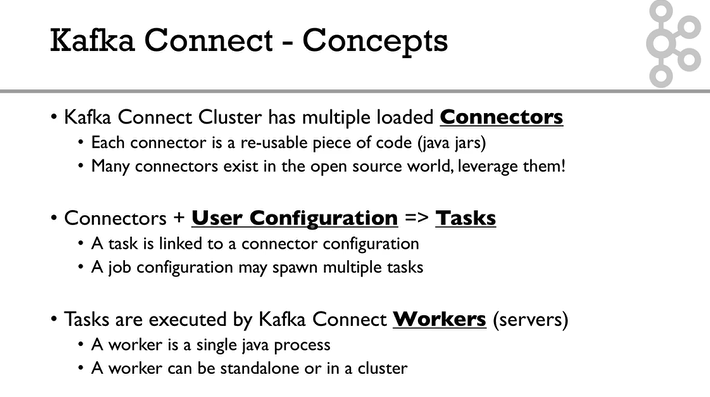 Kafka Connect - Concepts
• Kafka Connect Cluster has multiple loaded Connectors
• Each connector is a re-usable piece of code (java jars)
• Many connectors exist in the open source world, leverage them!
• Connectors + User Configuration => Tasks
• A task is linked to a connector configuration
• A job configuration may spawn multiple tasks
• Tasks are executed by Kafka Connect Workers (servers)
• A worker is a single java process
• A worker can be standalone or in a cluster